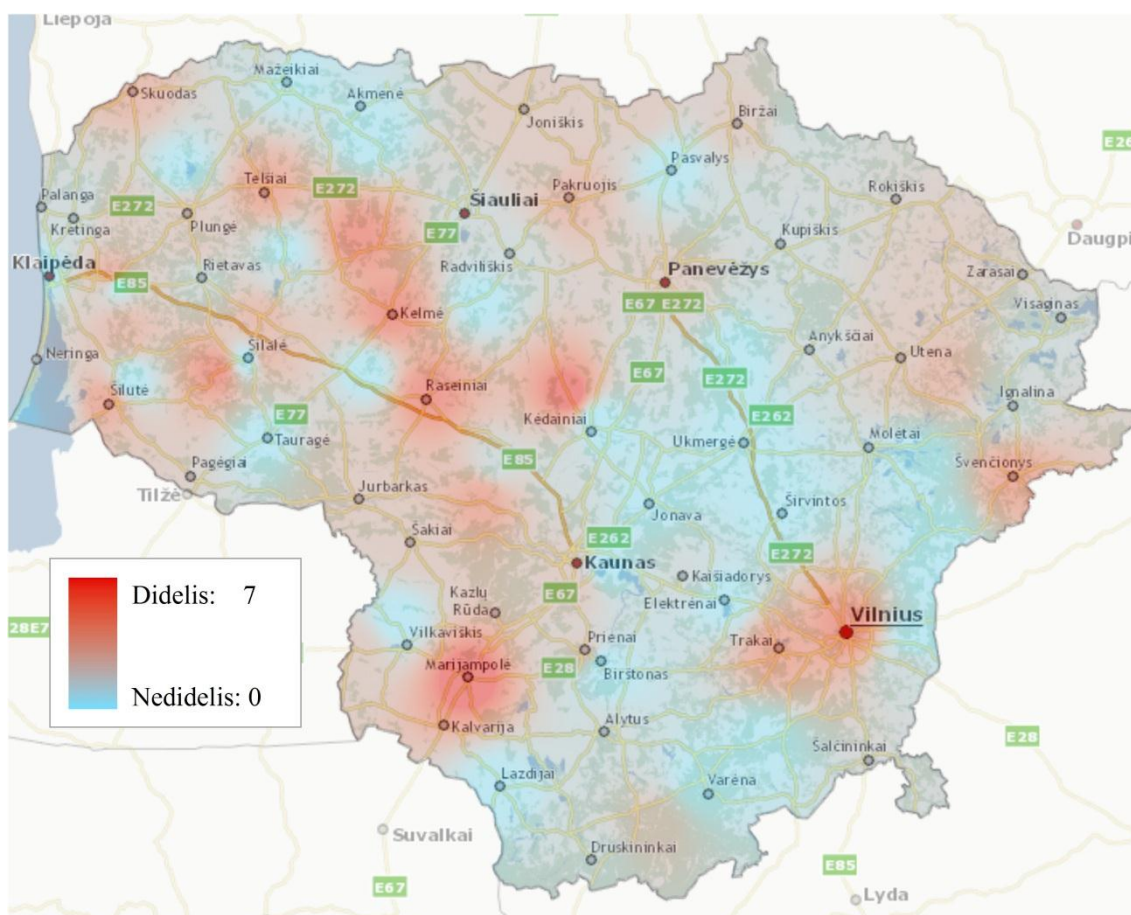 Liepoja
Mažeikiai
Skuodas
Akmenė
Joniškis
Biržai
E26
Pasvalys
Telšiai
E272
Pakruojis
Rokiškis
Palanga
E272
Šiauliai
Plungė
Kretinga
E77
Kupiškis
Daugpi
Klaipėda
Radviliškis
Rietavas
Panevėžys
Zarasai
E85
E67 E272
Visaginas
Kelmė
Anykščiai
Neringa
Šilalė
E67
Utena
E272
Raseiniai
Ignalina
Šilutė
E77
Kėdainiai
E262
Tauragė
Ukmergė
Molėtai
E85
Pagėgiai
Švenčionys
Tilžė
Jurbarkas
Jonava
Širvintos
Šakiai
E262
E272
Kaunas
Kaišiadorys
Didelis: 7
Kazlų
Rūda
E67
Elektrėnai
Vilnius
28E7
Vilkaviškis
Prienai
Trakai
Marijampolė
E28
Birštonas
Nedidelis: 0
Kalvarija
Alytus
E28
Šalčininkai
Lazdijai
Varėna
Suvalkai
Druskininkai
E67
E85
Lyda